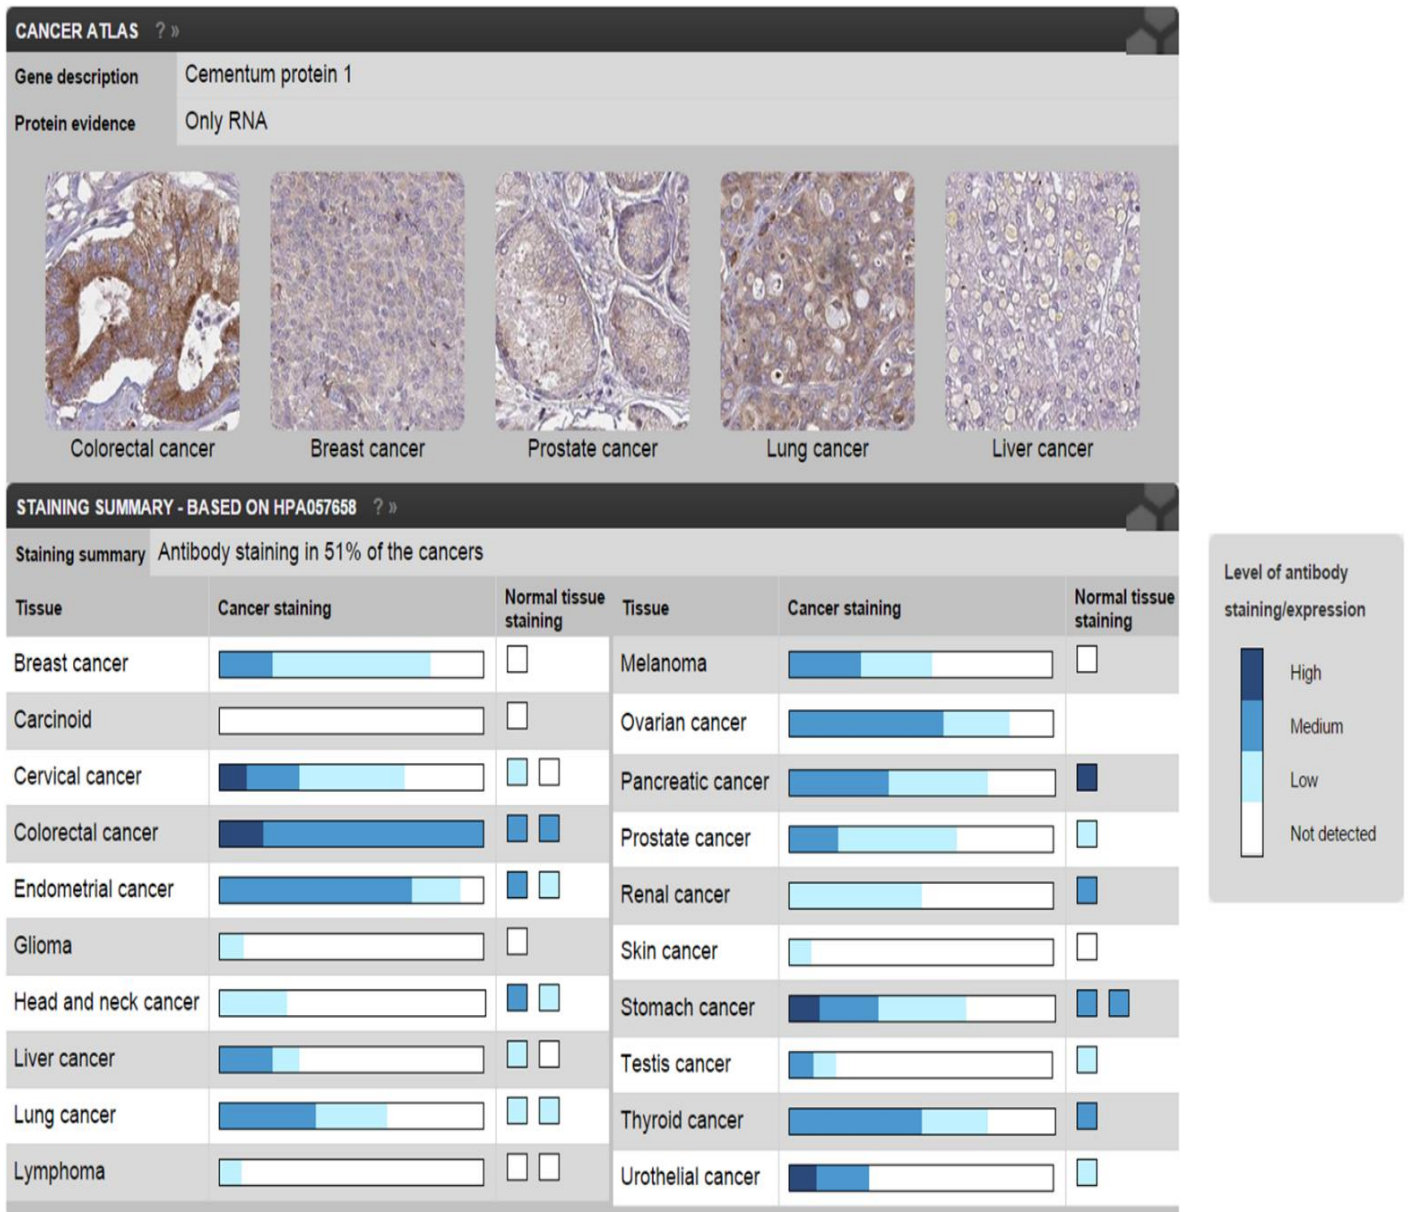 CANCER ATLAS ? »
Gene description Cementum protein 1
Protein evidence Only RNA
Colorectal cancer Breast cancer Prostate cancer Lung cancer Liver cancer
STAINING SUMMARY - BASED ON HPA057658 ? »
Staining summary Antibody staining in 51% of the cancers
Tissue Cancer staining Normal tissue staining Tissue Cancer staining Normal tissue staining
Breast cancer Melanoma
Carcinoid Ovarian cancer
Cervical cancer Pancreatic cancer
Colorectal cancer Prostate cancer
Endometrial cancer Renal cancer
Glioma Skin cancer
Head and neck cancer Stomach cancer
Liver cancer Testis cancer
Lung cancer Thyroid cancer
Lymphoma Urothelial cancer
Level of antibody
staining/expression
High
Medium
Low
Not detected